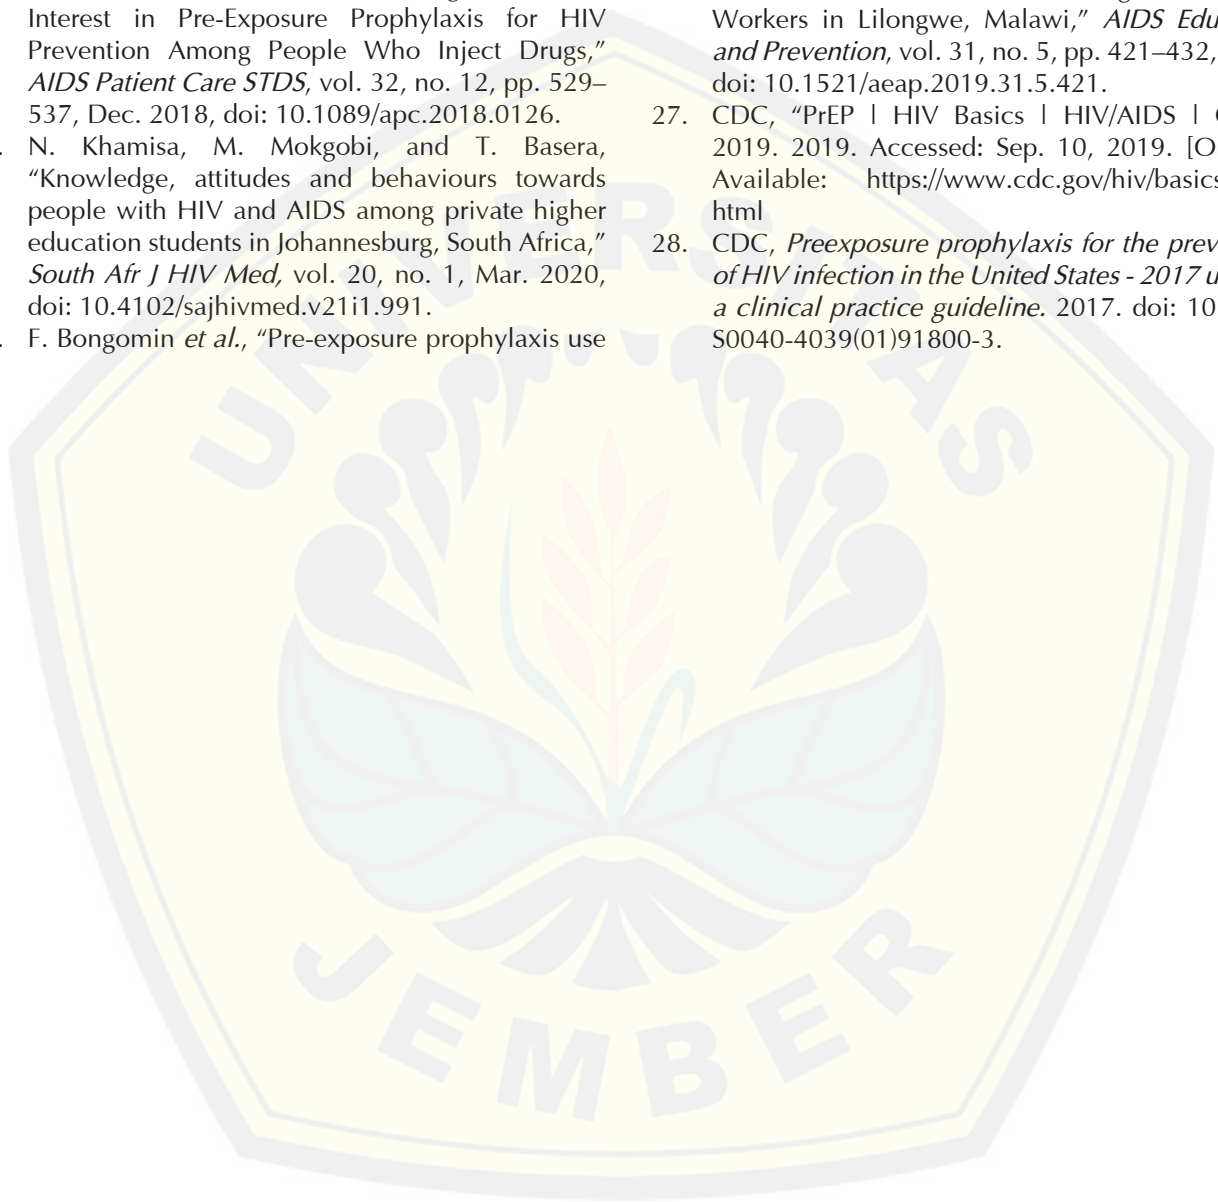 Interest in Pre-Exposure Prophylaxis for HIV
Prevention Among People Who Inject Drugs,”
AIDS Patient Care STDS, vol. 32, no. 12, pp. 529–
537, Dec. 2018, doi: 10.1089/apc.2018.0126.
N. Khamisa, M. Mokgobi, and T. Basera,
“Knowledge, attitudes and behaviours towards
people with HIV and AIDS among private higher
education students in Johannesburg, South Africa,”
South Afr J HIV Med, vol. 20, no. 1, Mar. 2020,
doi: 10.4102/sajhivmed.v21i1.991.
F. Bongomin et al., “Pre-exposure prophylaxis use
Workers in Lilongwe, Malawi,” AIDS Edu
and Prevention, vol. 31, no. 5, pp. 421–432,
doi: 10.1521/aeap.2019.31.5.421.
27. CDC, “PrEP | HIV Basics | HIV/AIDS |
2019. 2019. Accessed: Sep. 10, 2019. [O
Available: https://www.cdc.gov/hiv/basics
html
28. CDC, Preexposure prophylaxis for the prev
of HIV infection in the United States - 2017 u
a clinical practice guideline. 2017. doi: 10
S0040-4039(01)91800-3.
UNIVERSITAS
JEMBER